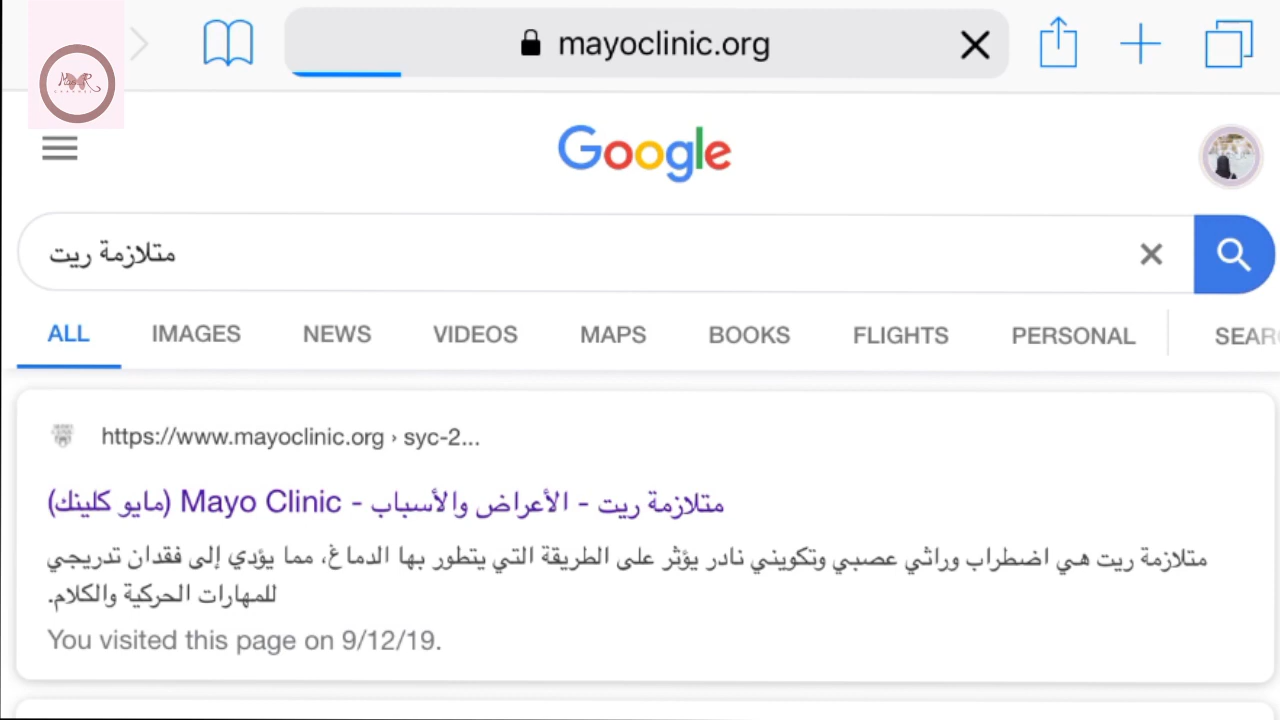 mayoclinic.org
Google
متلازمة ريت
ALL IMAGES NEWS VIDEOS MAPS BOOKS FLIGHTS PERSONAL
https://www.mayoclinic.org › syc-2...
متلازمة ريت - الأعراض والأسباب - Mayo Clinic (مايو كلينك)
متلازمة ريت هي اضطراب وراثي عصبي وتكويني نادر يؤثر على الطريقة التي يتطور بها الدماغ، مما يؤدي إلى فقدان تدريجي
للمهارات الحركية والكلام.
You visited this page on 9/12/19.